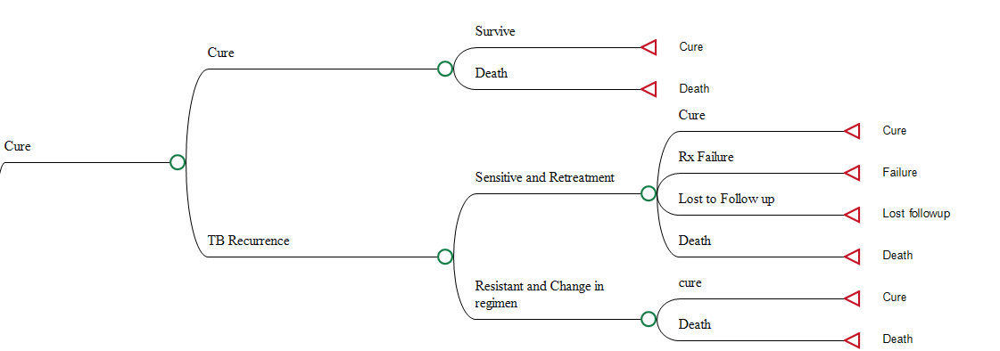 Survive
Cure
Cure
Death
Death
Cure
Cure
Cure
Rx Failure
Failure
Sensitive and Retreatment
Lost to Follow up
Lost followup
TB Recurrence
Death
Death
Resistant and Change in
regimen
cure
Cure
Death
Death